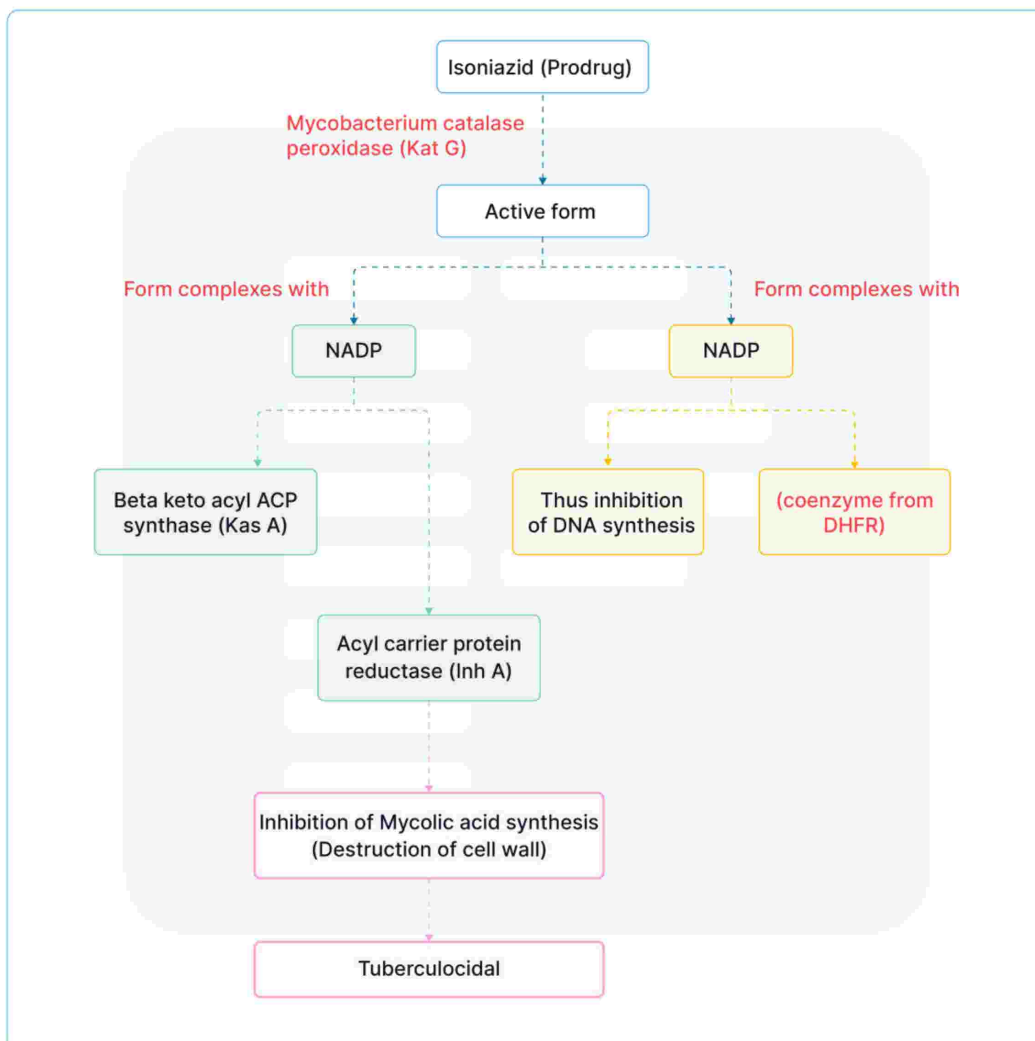 Isoniazid (Prodrug)
Mycobacterium catalase
peroxidase (Kat G)
Active form
Form complexes with
Form complexes with
NADP
NADP
Beta keto acyl ACP
synthase (Kas A)
Thus inhibition
of DNA synthesis
(coenzyme from
DHFR)
Acyl carrier protein
reductase (Inh A)
Inhibition of Mycolic acid synthesis
(Destruction of cell wall)
Tuberculocidal